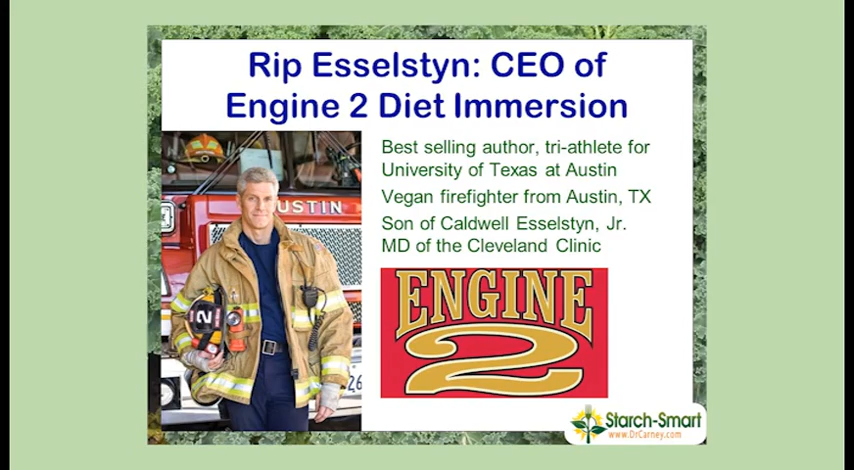 Rip Esselstyn: CEO of
Engine 2 Diet Immersion
Best selling author, tri-athlete for
University of Texas at Austin
Vegan firefighter from Austin, TX
Son of Caldwell Esselstyn, Jr.
MD of the Cleveland Clinic
AUSTIN
2
26
ENGINE
2
Starch-Smart
www.DrCarney.com